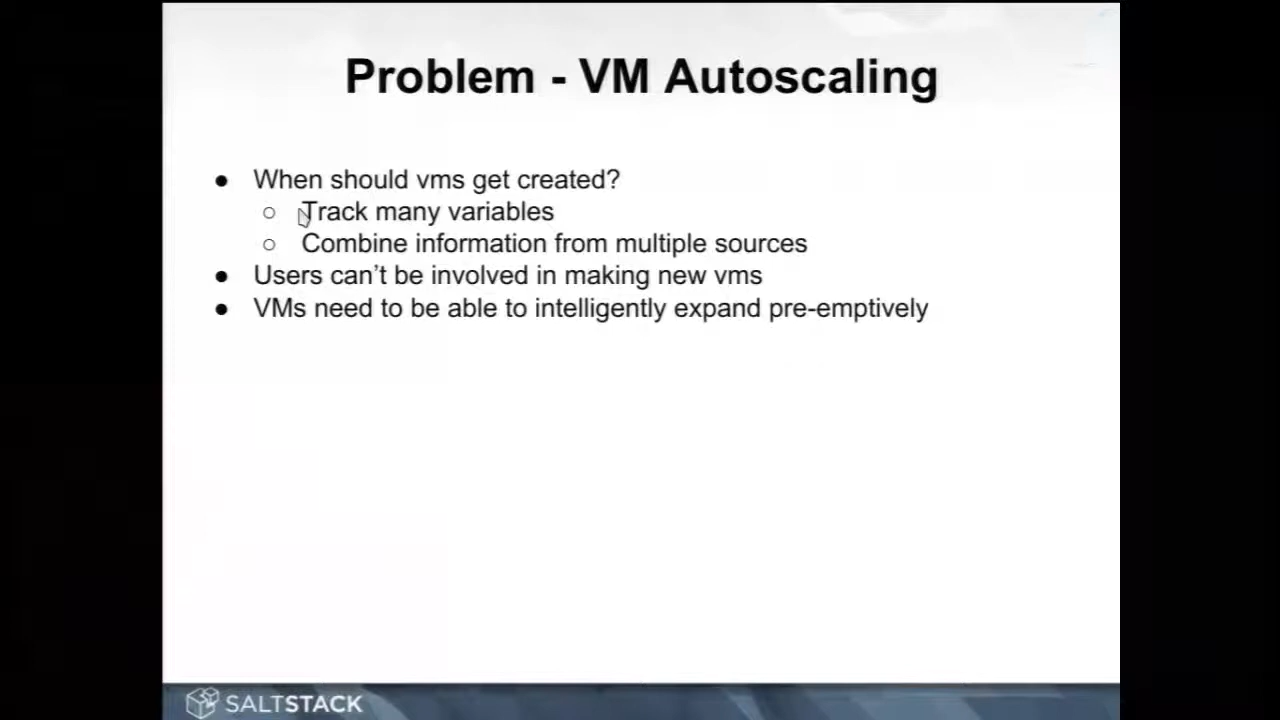 Problem - VM Autoscaling
● When should vms get created?
○ Track many variables
○ Combine information from multiple sources
● Users can’t be involved in making new vms
● VMs need to be able to intelligently expand pre-emptively
SALTSTACK